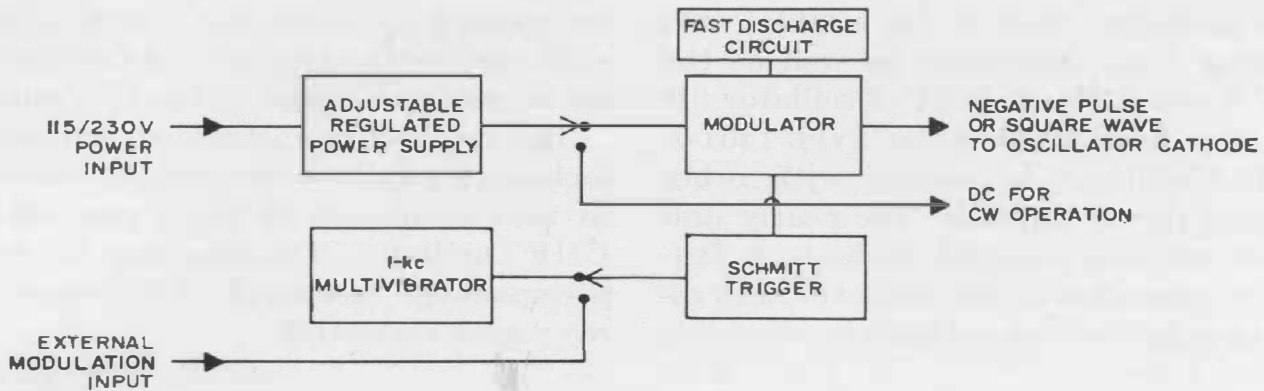 FAST DISCHARGE
CIRCUIT
115/230V
POWER
INPUT
ADJUSTABLE
REGULATED
POWER SUPPLY
MODULATOR
NEGATIVE PULSE
OR SQUARE WAVE
TO OSCILLATOR CATHODE
DC FOR
CW OPERATION
1-kc
MULTIVIBRATOR
SCHMITT
TRIGGER
EXTERNAL
MODULATION
INPUT